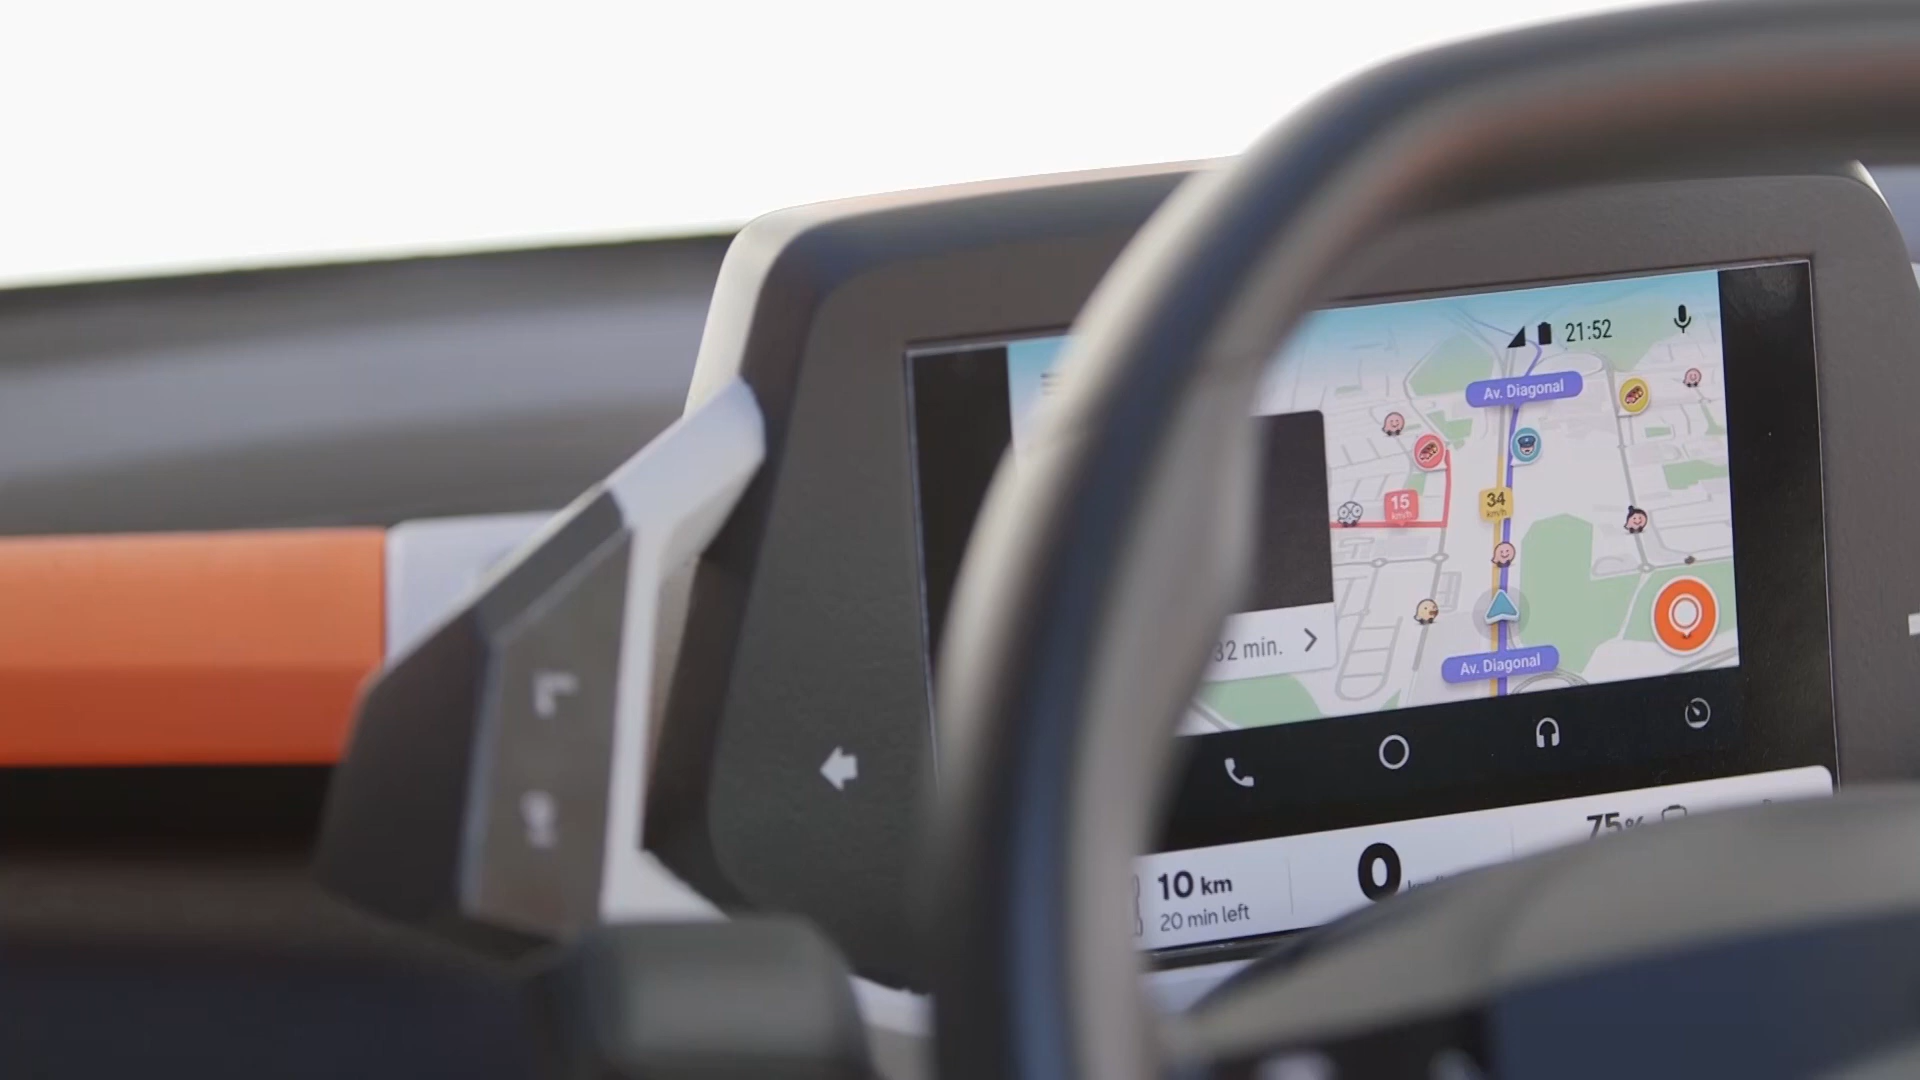 21:52
Av. Diagonal
15
km/h
34
km/h
32 min.
Av. Diagonal
75%
10 km
0
20 min left